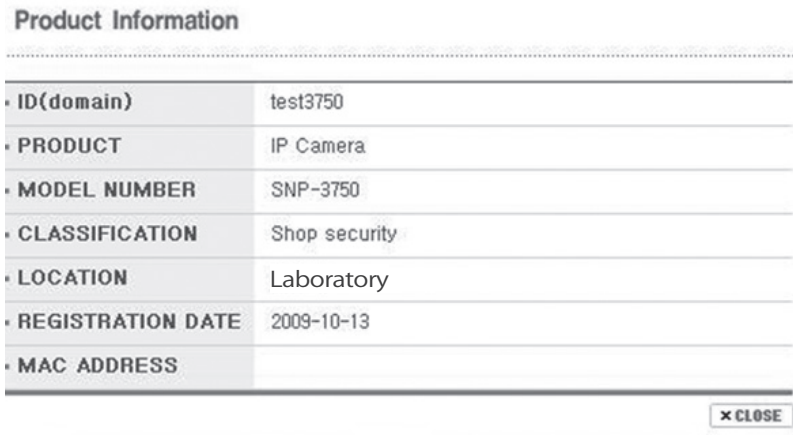 Product Information
ID(domain) test3750
PRODUCT IP Camera
MODEL NUMBER SNP-3750
CLASSIFICATION Shop security
LOCATION Laboratory
REGISTRATION DATE 2009-10-13
MAC ADDRESS
× CLOSE